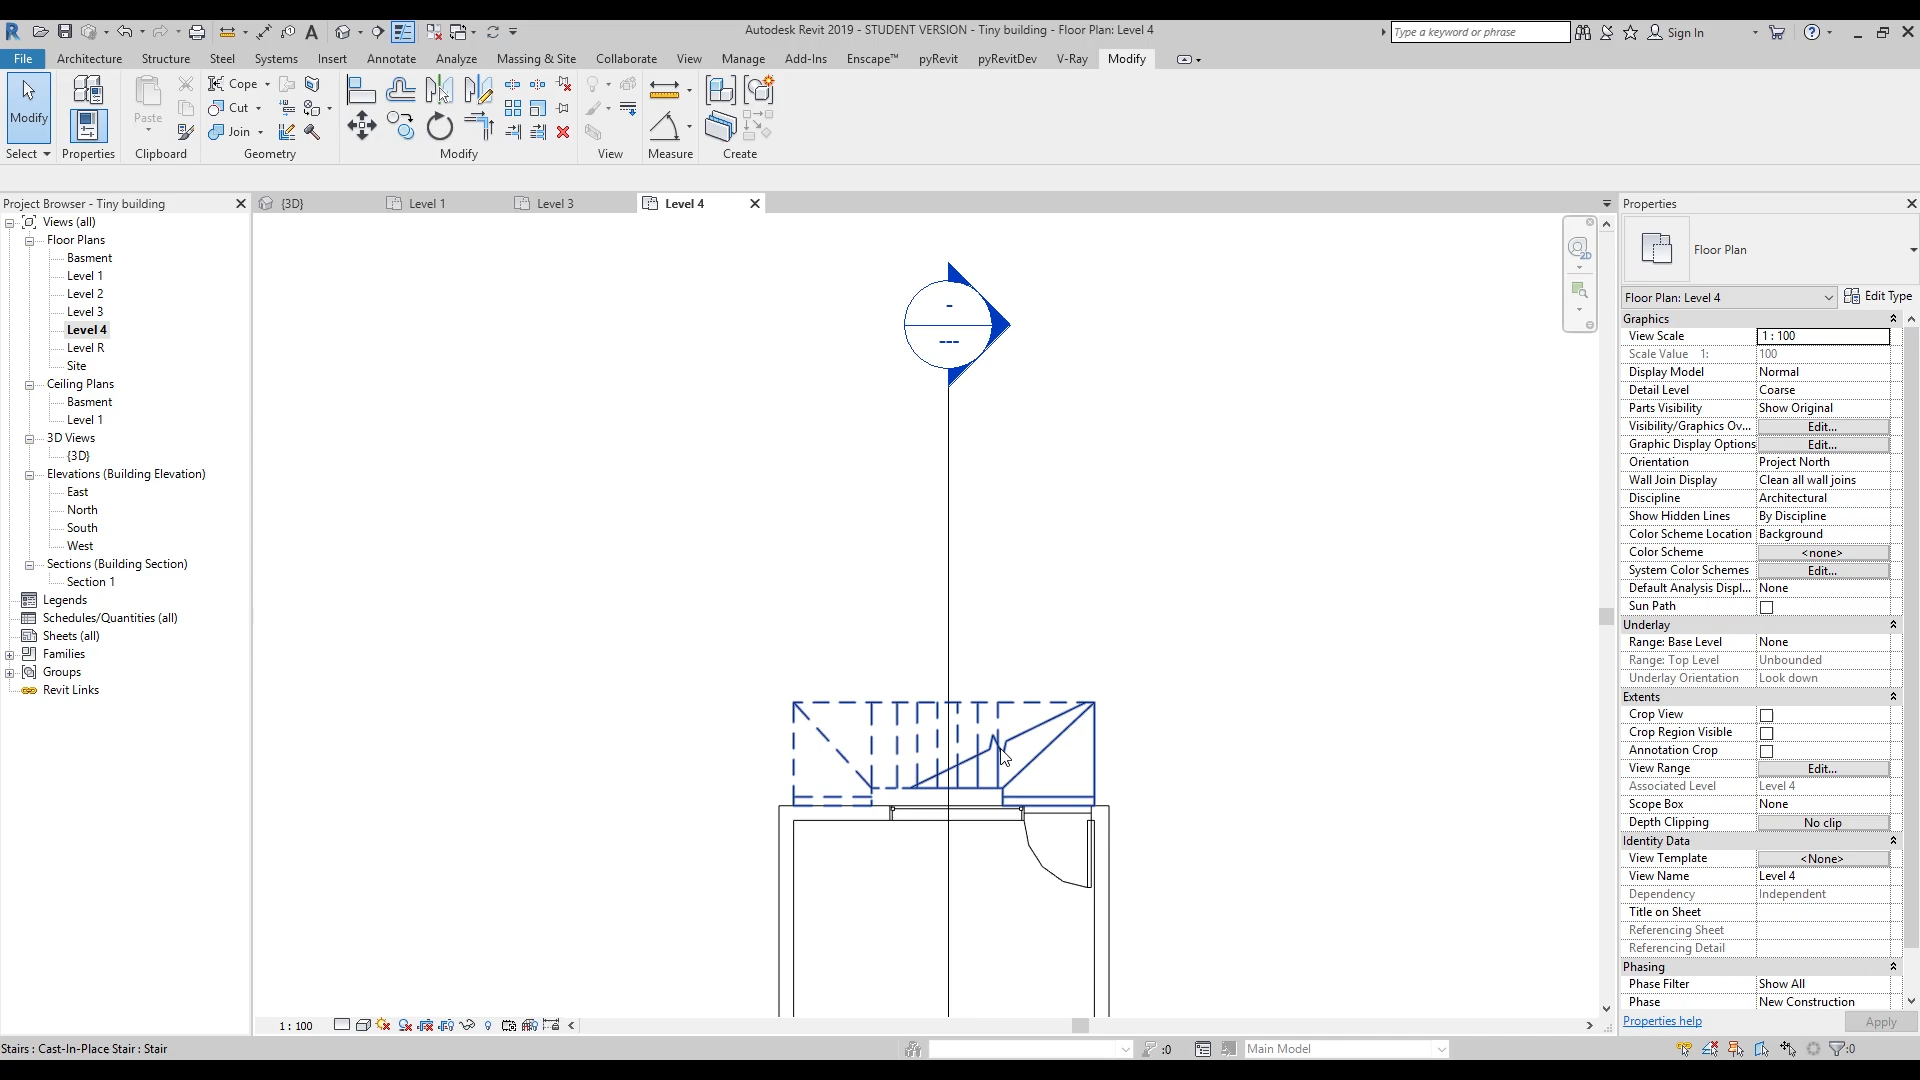 Autodesk Revit 2019 - STUDENT VERSION - Tiny building - Floor Plan: Level 4
Type a keyword or phrase
Sign In
File Architecture Structure Steel Systems Insert Annotate Analyze Massing & Site Collaborate View Manage Add-Ins Enscape™ pyRevit pyRevitDev V-Ray Modify
Modify
Paste
Cope
Cut
Join
Select Properties Clipboard Geometry Modify View Measure Create
Project Browser - Tiny building
{3D}
Level 1
Level 3
Level 4
Views (all)
Floor Plans
Basment
Level 1
Level 2
Level 3
Level 4
Level R
Site
Ceiling Plans
Basment
Level 1
3D Views
{3D}
Elevations (Building Elevation)
East
North
South
West
Sections (Building Section)
Section 1
Legends
Schedules/Quantities (all)
Sheets (all)
Families
Groups
Revit Links
-
---
2D
Properties
Floor Plan
Floor Plan: Level 4
Edit Type
Graphics
View Scale 1 : 100
Scale Value 1: 100
Display Model Normal
Detail Level Coarse
Parts Visibility Show Original
Visibility/Graphics Ov... Edit...
Graphic Display Options Edit...
Orientation Project North
Wall Join Display Clean all wall joins
Discipline Architectural
Show Hidden Lines By Discipline
Color Scheme Location Background
Color Scheme <none>
System Color Schemes Edit...
Default Analysis Displ... None
Sun Path
Underlay
Range: Base Level None
Range: Top Level Unbounded
Underlay Orientation Look down
Extents
Crop View
Crop Region Visible
Annotation Crop
View Range Edit...
Associated Level Level 4
Scope Box None
Depth Clipping No clip
Identity Data
View Template <None>
View Name Level 4
Dependency Independent
Title on Sheet
Referencing Sheet
Referencing Detail
Phasing
Phase Filter Show All
Phase New Construction
Properties help
Apply
1 : 100
Stairs : Cast-In-Place Stair : Stair
:0
Main Model
:0